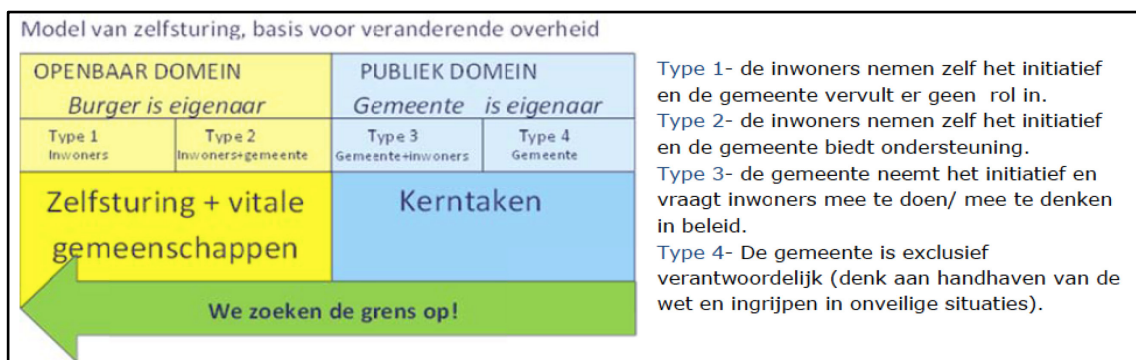 Model van zelfsturing, basis voor veranderende overheid
OPENBAAR DOMEIN
Burger is eigenaar
PUBLIEK DOMEIN
Gemeente is eigenaar
Type 1
Inwoners
Type 2
Inwoners+gemeente
Type 3
Gemeente+inwoners
Type 4
Gemeente
Zelfsturing + vitale
gemeenschappen
Kerntaken
We zoeken de grens op!
Type 1- de inwoners nemen zelf het initiatief
en de gemeente vervult er geen rol in.
Type 2- de inwoners nemen zelf het initiatief
en de gemeente biedt ondersteuning.
Type 3- de gemeente neemt het initiatief en
vraagt inwoners mee te doen/ mee te denken
in beleid.
Type 4- De gemeente is exclusief
verantwoordelijk (denk aan handhaven van de
wet en ingrijpen in onveilige situaties).